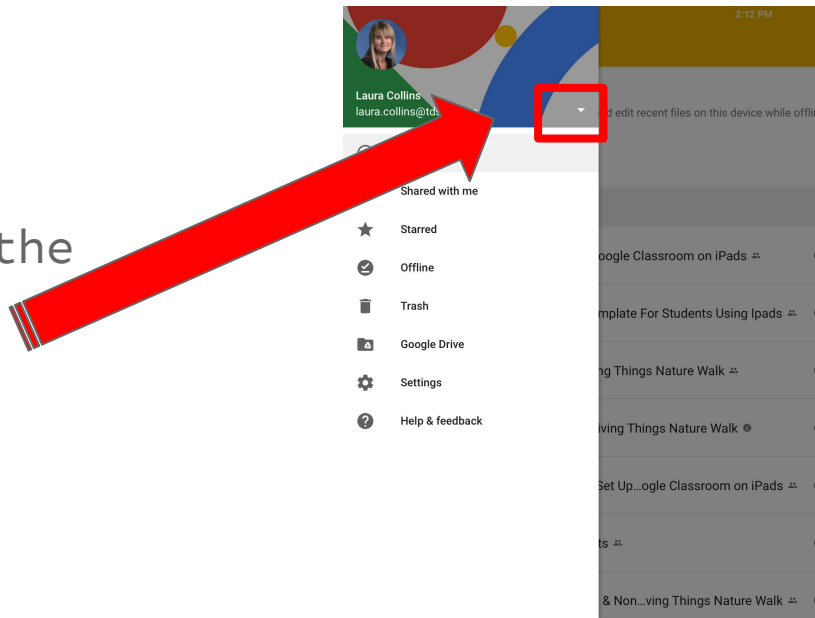 2:12 PM
Laura Collins
laura.collins@tds
d edit recent files on this device while offli
Shared with me
the
Starred
oogle Classroom on iPads
Offline
Trash
mplate For Students Using Ipads
Google Drive
ng Things Nature Walk
Settings
Help & feedback
iving Things Nature Walk
Set Up...ogle Classroom on iPads
ts
& Non...ving Things Nature Walk